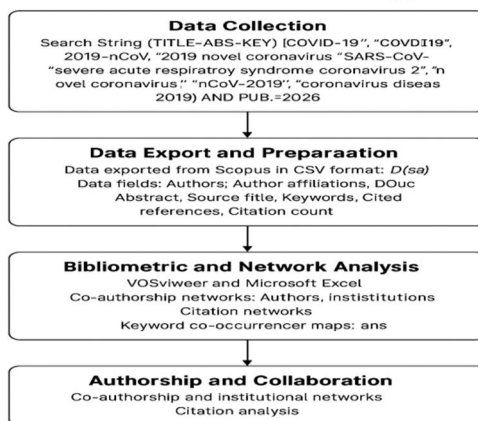 Data Collection
Search String (TITLE-ABS-KEY) [COVID-19”, “COVDI19”,
2019-nCoV, “2019 novel coronavirus “SARS-CoV-
“severe acute respiratroy syndrome coronavirus 2”, “n
ovel coronavirus,” “nCoV-2019”, “coronavirus diseas
2019) AND PUB.=2026
Data Export and Preparaation
Data exported from Scopus in CSV format: D(sa)
Data fields: Authors; Author affiliations, DOuc
Abstract, Source fitle, Keywords, Cited
references, Citation count
Bibliometric and Network Analysis
VOSviweer and Microsoft Excel
Co-authorship networks: Authors, instistitutions
Citation networks
Keyword co-occurrencer maps: ans
Authorship and Collaboration
Co-authorship and institutional networks
Citation analysis